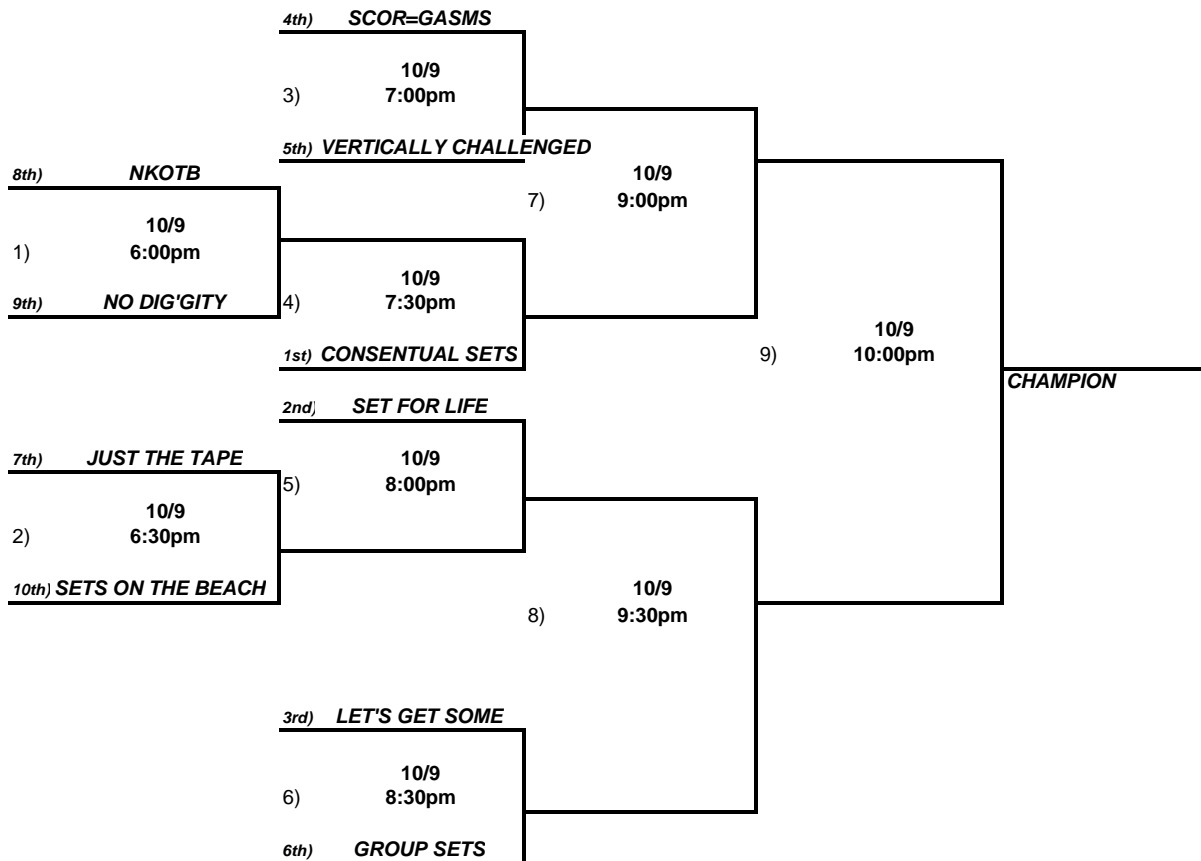 4th) SCOR=GASMS
10/9
3) 7:00pm
5th) VERTICALLY CHALLENGED
8th) NKOTB
10/9
7) 9:00pm
10/9
1) 6:00pm
10/9
4) 7:30pm
9th) NO DIG'GITY
10/9
9) 10:00pm
1st) CONSENTUAL SETS
CHAMPION
2nd) SET FOR LIFE
7th) JUST THE TAPE
10/9
5) 8:00pm
10/9
2) 6:30pm
10th) SETS ON THE BEACH
10/9
8) 9:30pm
3rd) LET'S GET SOME
10/9
6) 8:30pm
6th) GROUP SETS